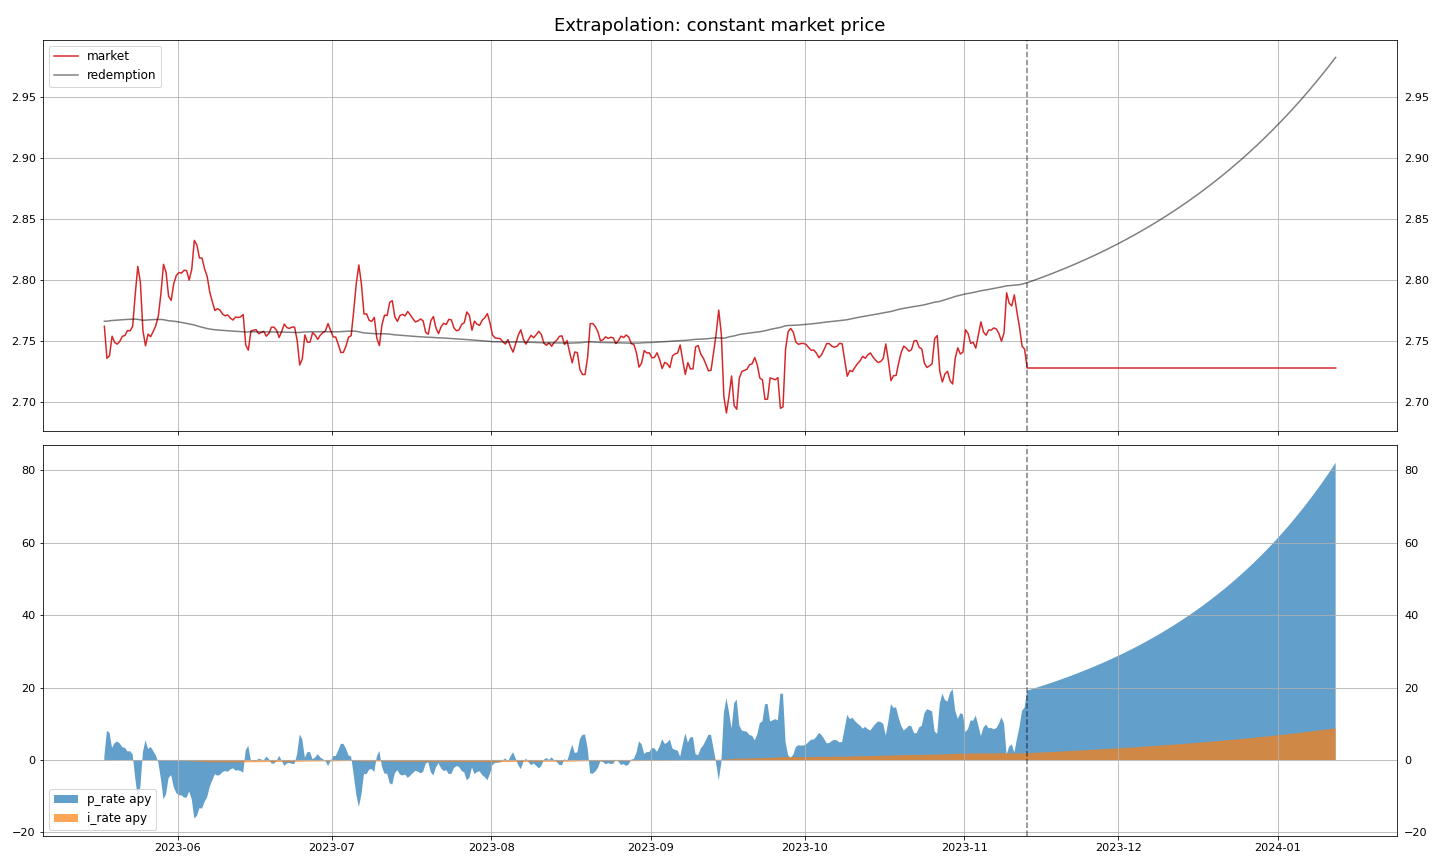 Extrapolation: constant market price
market
redemption
2.95 2.95
2.90 2.90
2.85 2.85
2.80 2.80
2.75 2.75
2.70 2.70
80 80
60 60
40 40
20 20
0 0
p_rate apy
i_rate apy
−20 −20
2023-06 2023-07 2023-08 2023-09 2023-10 2023-11 2023-12 2024-01